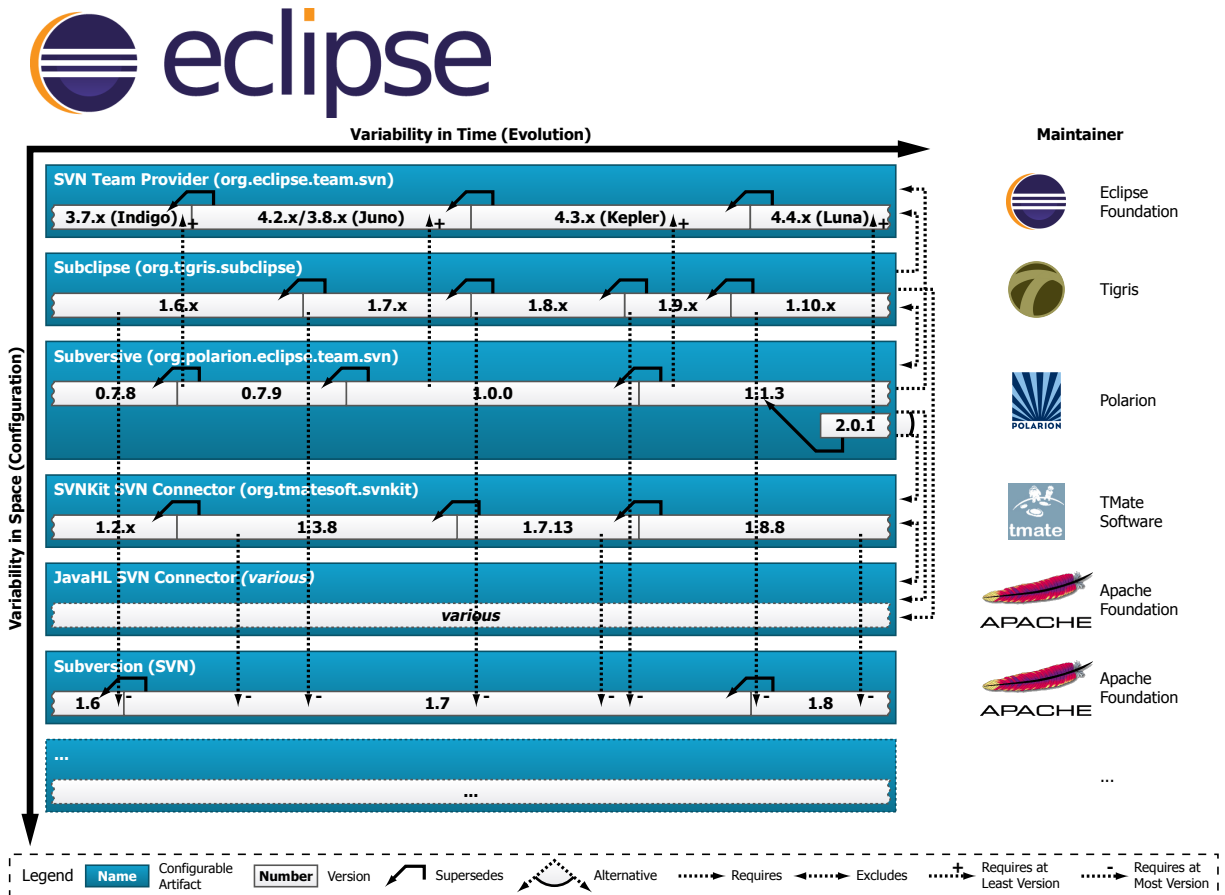 eclipse
Variability in Time (Evolution)
Maintainer
Variability in Space (Configuration)
SVN Team Provider (org.eclipse.team.svn)
3.7.x (Indigo) + 4.2.x/3.8.x (Juno) + 4.3.x (Kepler) + 4.4.x (Luna) +
Eclipse
Foundation
Subclipse (org.tigris.subclipse)
1.6.x 1.7.x 1.8.x 1.9.x 1.10.x
Tigris
Subversive (org.polarion.eclipse.team.svn)
0.7.8 0.7.9 1.0.0 1.1.3
2.0.1
POLARION
Polarion
SVNKit SVN Connector (org.tmatesoft.svnkit)
1.2.x 1.3.8 1.7.13 1.8.8
tmate
TMate
Software
JavaHL SVN Connector (various)
various
APACHE
Apache
Foundation
Subversion (SVN)
1.6 - - - 1.7 - - - 1.8 - -
APACHE
Apache
Foundation
...
...
...
Legend
Name
Configurable
Artifact
Number
Version
Supersedes
Alternative
Requires
Excludes
+
Requires at
Least Version
-
Requires at
Most Version